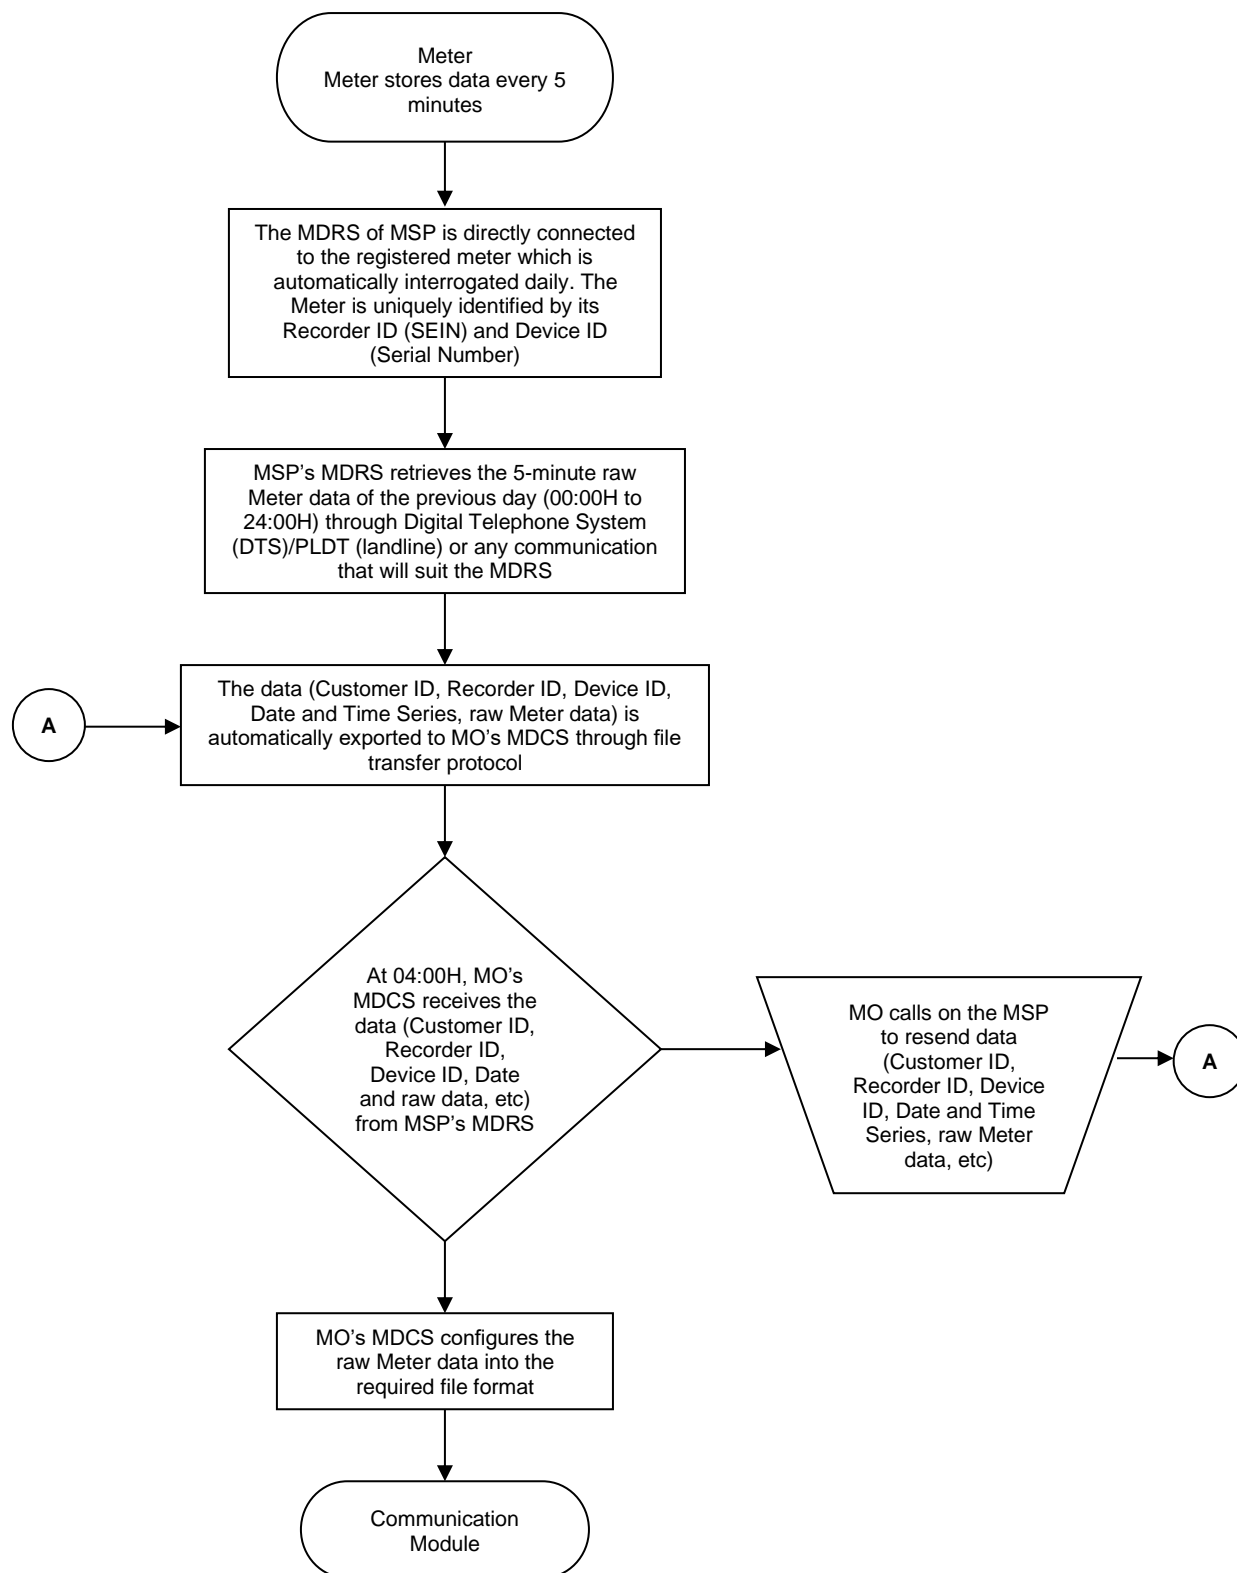 Meter
Meter stores data every 5
minutes
The MDRS of MSP is directly connected
to the registered meter which is
automatically interrogated daily. The
Meter is uniquely identified by its
Recorder ID (SEIN) and Device ID
(Serial Number)
MSP’s MDRS retrieves the 5-minute raw
Meter data of the previous day (00:00H to
24:00H) through Digital Telephone System
(DTS)/PLDT (landline) or any communication
that will suit the MDRS
A
The data (Customer ID, Recorder ID, Device ID,
Date and Time Series, raw Meter data) is
automatically exported to MO’s MDCS through file
transfer protocol
At 04:00H, MO’s
MDCS receives the
data (Customer ID,
Recorder ID,
Device ID, Date
and raw data, etc)
from MSP’s MDRS
MO calls on the MSP
to resend data
(Customer ID,
Recorder ID, Device
ID, Date and Time
Series, raw Meter
data, etc)
A
MO’s MDCS configures the
raw Meter data into the
required file format
Communication
Module